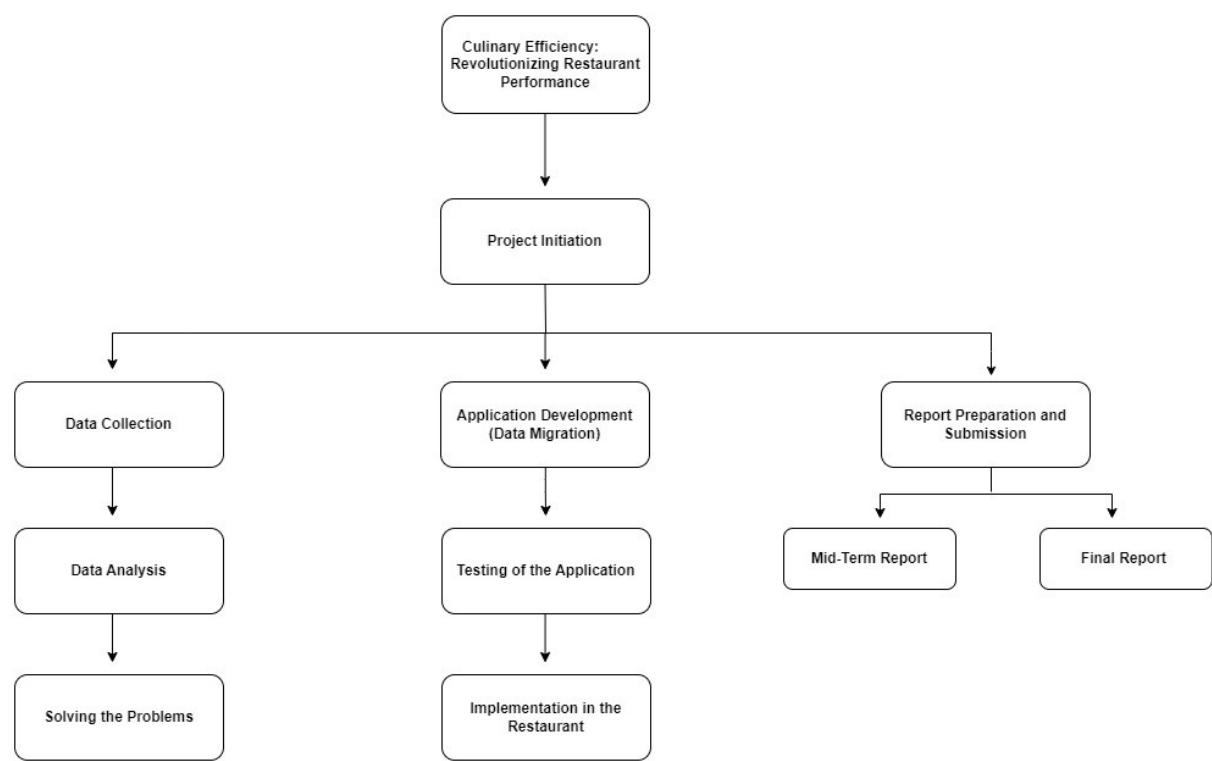 Culinary Efficiency:
Revolutionizing Restaurant
Performance
Project Initiation
Data Collection
Application Development
(Data Migration)
Report Preparation and
Submission
Data Analysis
Testing of the Application
Mid-Term Report
Final Report
Solving the Problems
Implementation in the
Restaurant